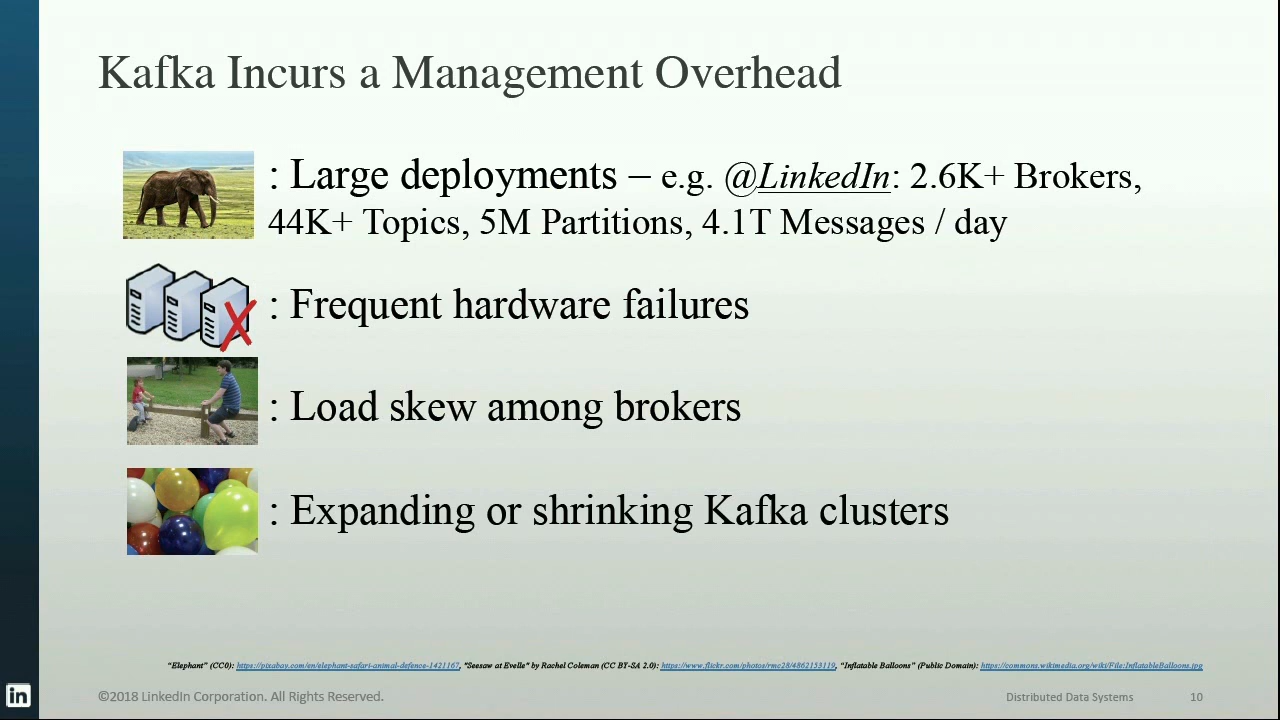 Kafka Incurs a Management Overhead
: Large deployments – e.g. @LinkedIn: 2.6K+ Brokers,
44K+ Topics, 5M Partitions, 4.1T Messages / day
: Frequent hardware failures
: Load skew among brokers
: Expanding or shrinking Kafka clusters
"Elephant" (CC0): https://pixabay.com/en/elephant-safari-animal-defence-1421167, "Seesaw at Evelle" by Rachel Coleman (CC BY-SA 2.0): https://www.flickr.com/photos/rmc28/4862153119, "Inflatable Balloons" (Public Domain): https://commons.wikimedia.org/wiki/File:InflatableBalloons.jpg
in ©2018 LinkedIn Corporation. All Rights Reserved. Distributed Data Systems 10